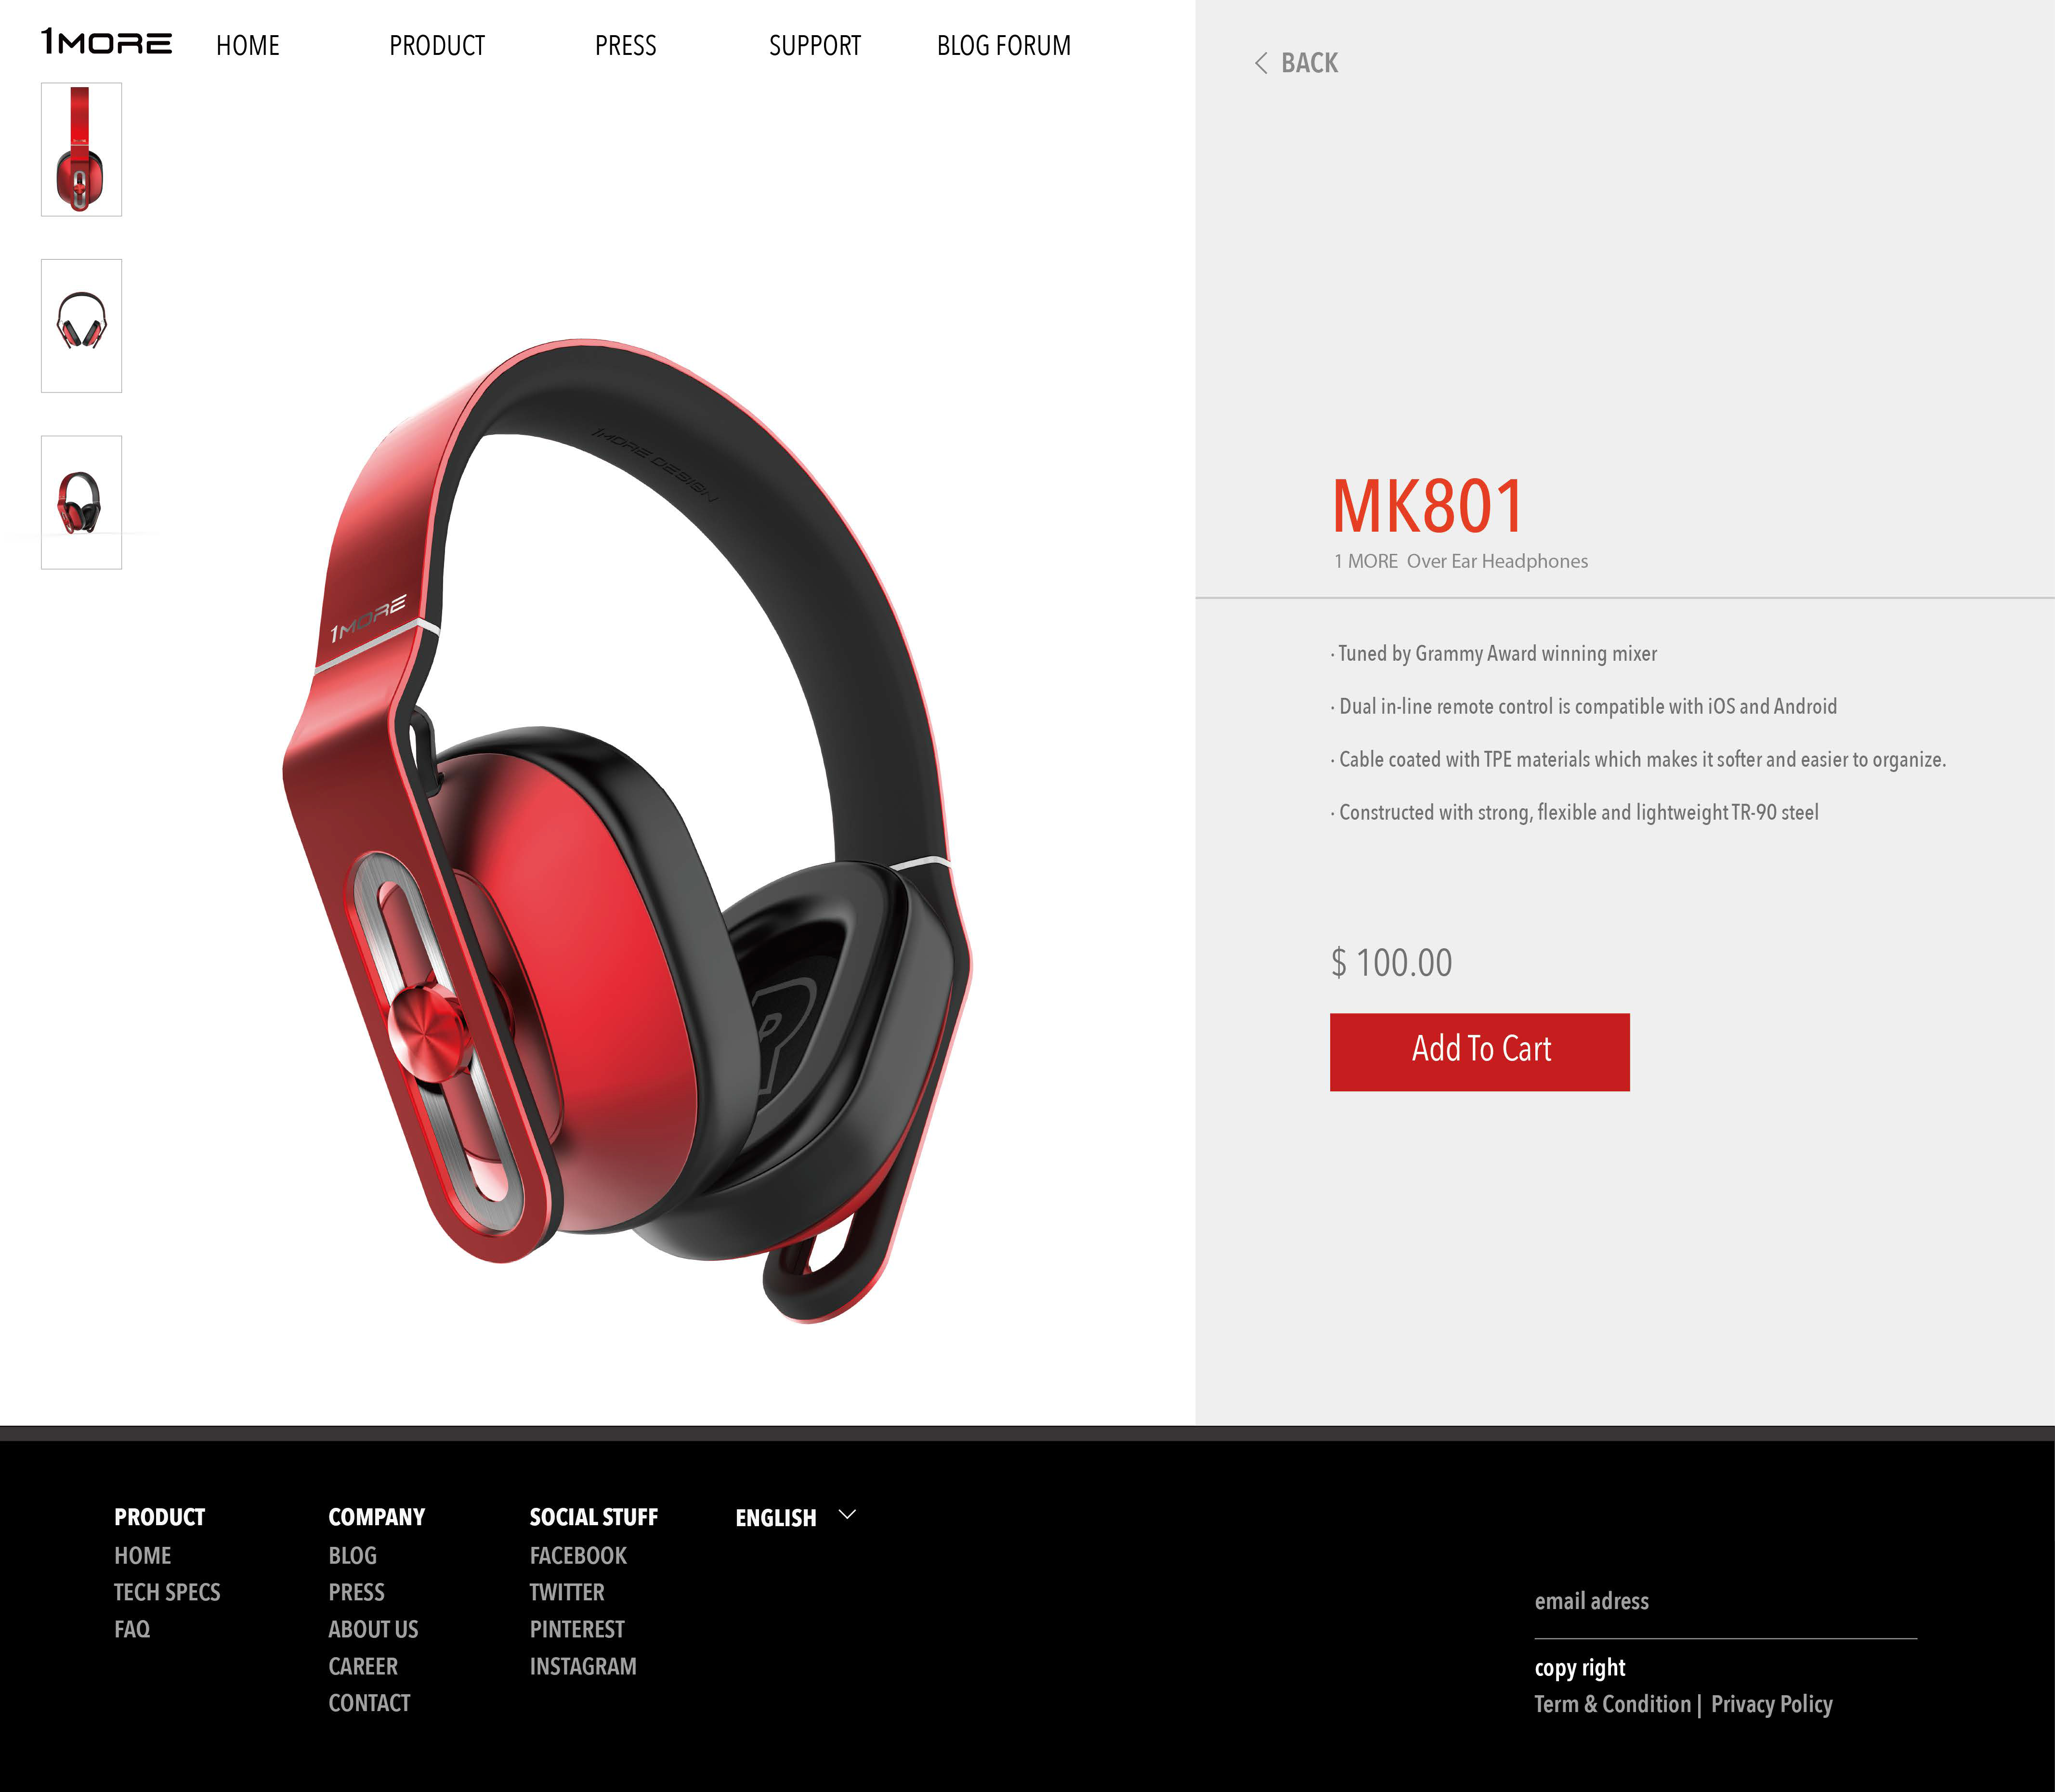 1MORE
HOME
PRODUCT
PRESS
SUPPORT
BLOG FORUM
BACK
1MORE DESIGN
1MORE
MK801
1 MORE  Over Ear Headphones
· Tuned by Grammy Award winning mixer
· Dual in-line remote control is compatible with iOS and Android
· Cable coated with TPE materials which makes it softer and easier to organize.
· Constructed with strong, flexible and lightweight TR-90 steel
$ 100.00
Add To Cart
PRODUCT
HOME
TECH SPECS
FAQ
COMPANY
BLOG
PRESS
ABOUT US
CAREER
CONTACT
SOCIAL STUFF
FACEBOOK
TWITTER
PINTEREST
INSTAGRAM
ENGLISH
email adress
copy right
Term & Condition |  Privacy Policy